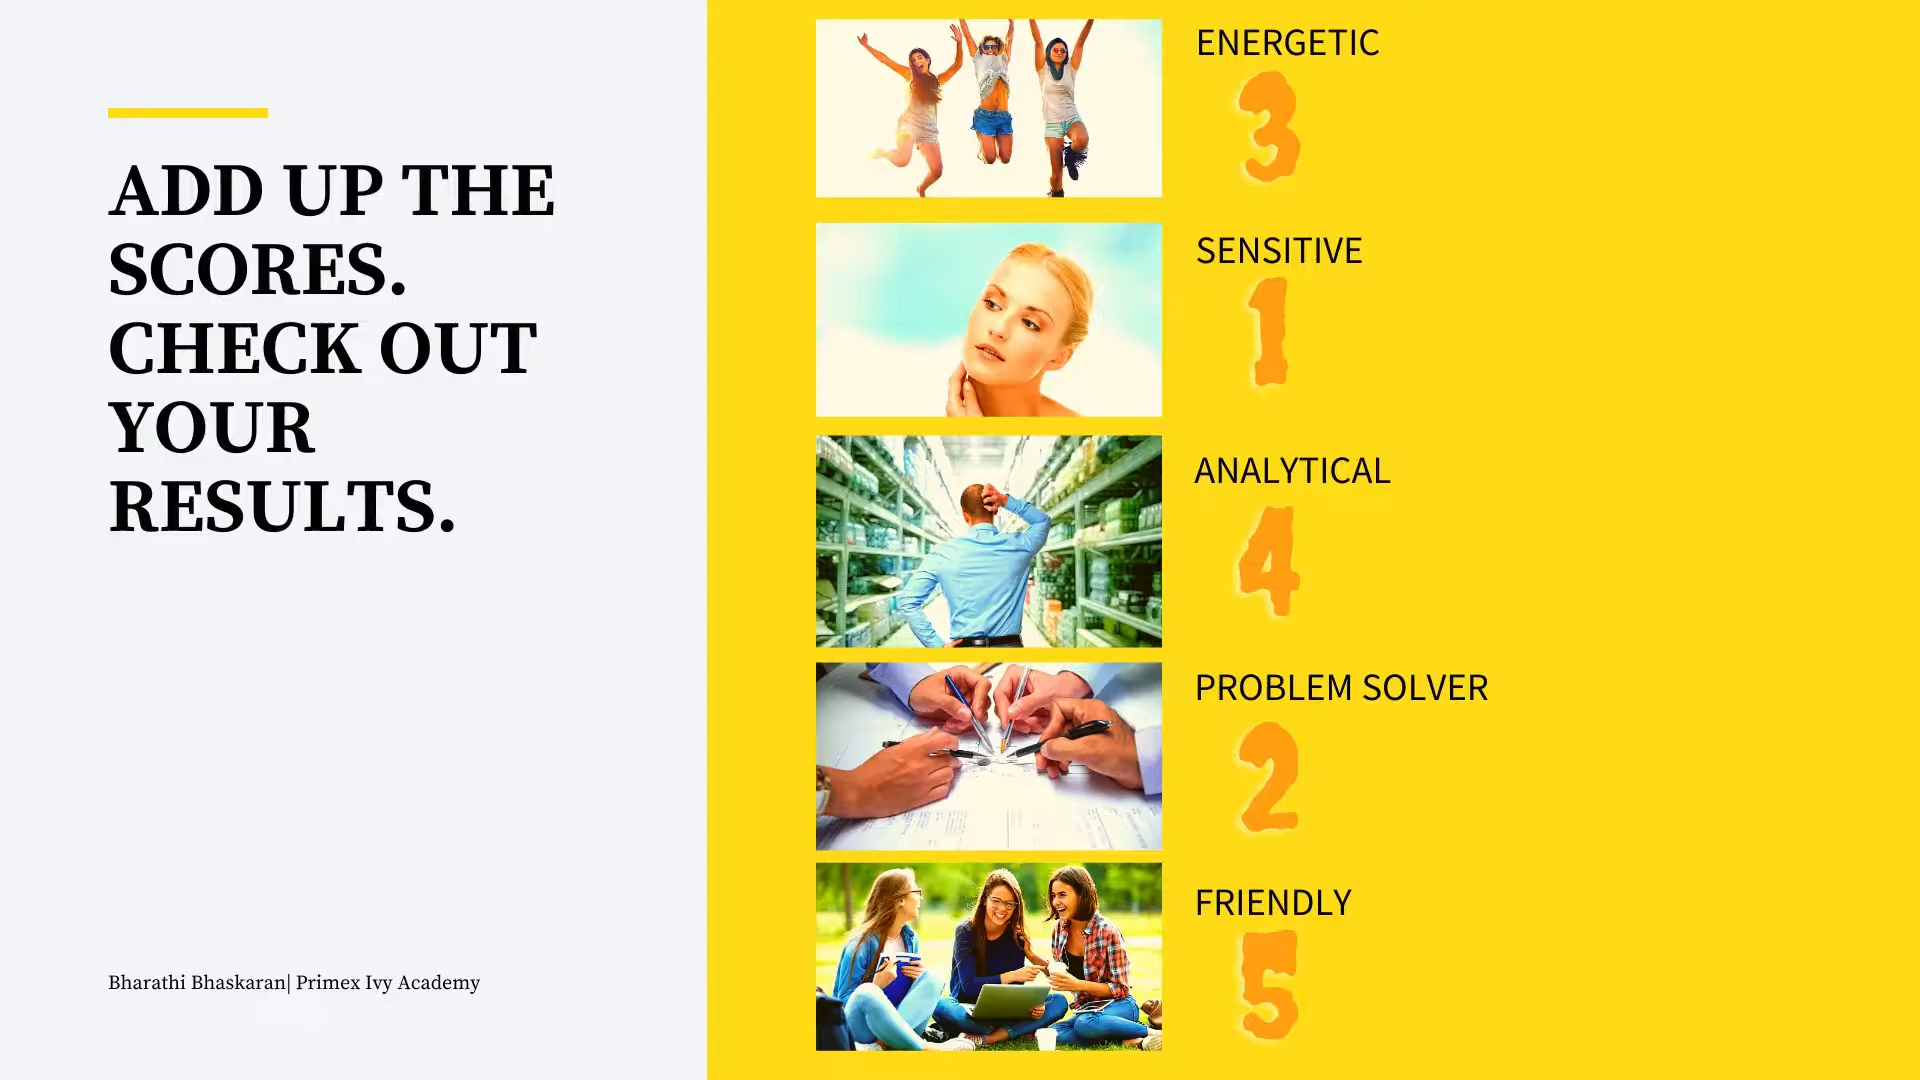 ADD UP THE
SCORES.
CHECK OUT
YOUR
RESULTS.
Bharathi Bhaskaran| Primex Ivy Academy
ENERGETIC
3
SENSITIVE
1
ANALYTICAL
4
PROBLEM SOLVER
2
FRIENDLY
5